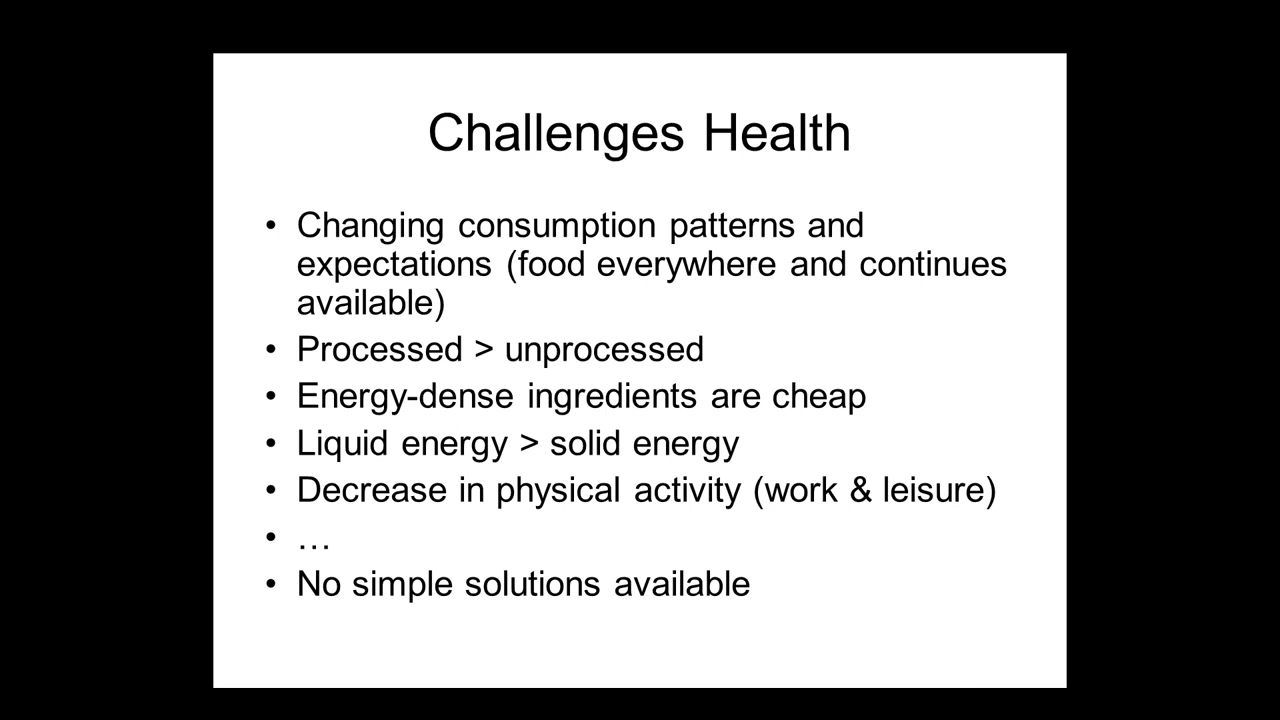 Challenges Health
• Changing consumption patterns and
expectations (food everywhere and continues
available)
• Processed > unprocessed
• Energy-dense ingredients are cheap
• Liquid energy > solid energy
• Decrease in physical activity (work & leisure)
• …
• No simple solutions available